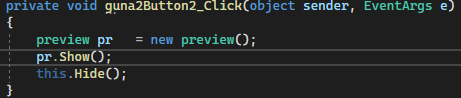 private void guna2Button2_Click(object sender, EventArgs e)
{
preview pr   = new preview();
pr.Show();
this.Hide();
}